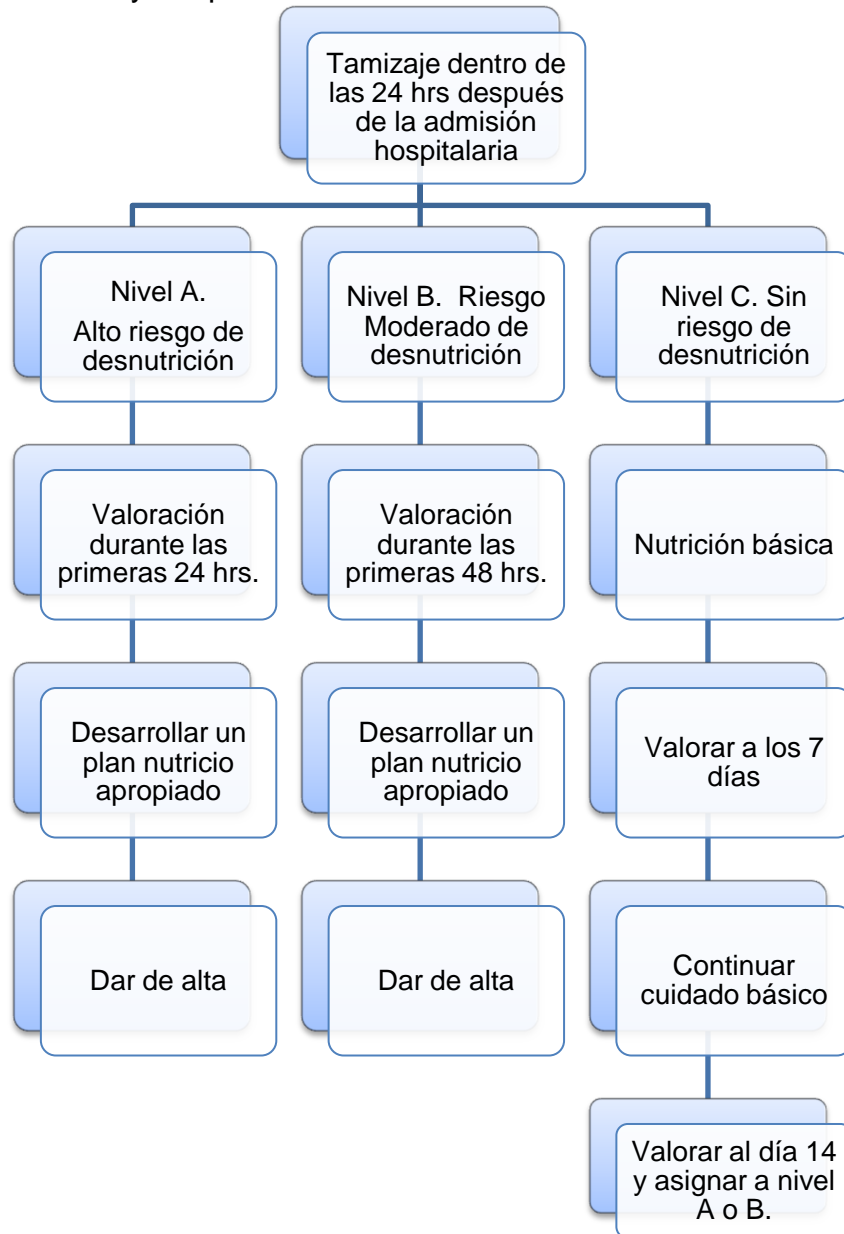 Tamizaje dentro de
las 24 hrs después
de la admisión
hospitalaria
Nivel A.
Alto riesgo de
desnutrición
Nivel B. Riesgo
Moderado de
desnutrición
Nivel C. Sin
riesgo de
desnutrición
Valoración
durante las
primeras 24 hrs.
Valoración
durante las
primeras 48 hrs.
Nutrición básica
Desarrollar un
plan nutricio
apropiado
Desarrollar un
plan nutricio
apropiado
Valorar a los 7
días
Dar de alta
Dar de alta
Continuar
cuidado básico
Valorar al día 14
y asignar a nivel
A o B.